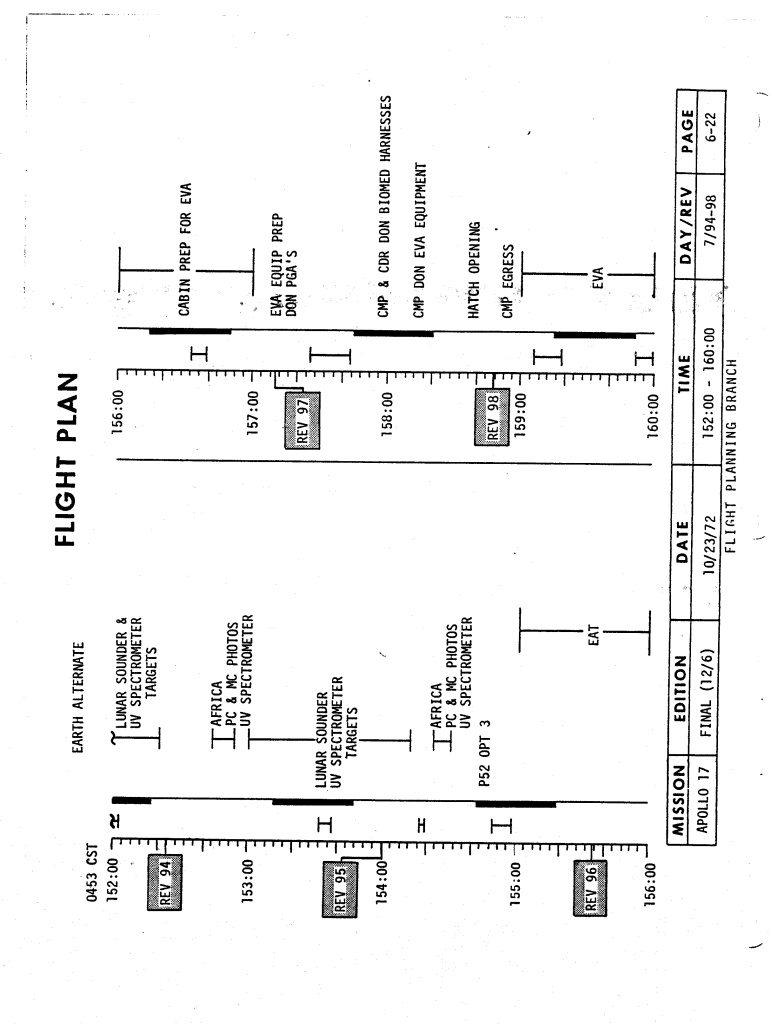 FLIGHT PLAN
EARTH ALTERNATE
0453 CST
152:00
REV 94
153:00
REV 95
154:00
155:00
REV 96
156:00
LUNAR SOUNDER &
UV SPECTROMETER
TARGETS
AFRICA
PC & MC PHOTOS
UV SPECTROMETER
LUNAR SOUNDER
UV SPECTROMETER
TARGETS
AFRICA
PC & MC PHOTOS
UV SPECTROMETER
P52 OPT 3
EAT
156:00
157:00
REV 97
158:00
REV 98
159:00
160:00
CABIN PREP FOR EVA
EVA EQUIP PREP
DON PGA'S
CMP & CDR DON BIOMED HARNESSES
CMP DON EVA EQUIPMENT
HATCH OPENING
CMP EGRESS
EVA
MISSION EDITION DATE TIME DAY/REV PAGE
APOLLO 17 FINAL (12/6) 10/23/72 152:00 - 160:00 7/94-98 6-22
FLIGHT PLANNING BRANCH